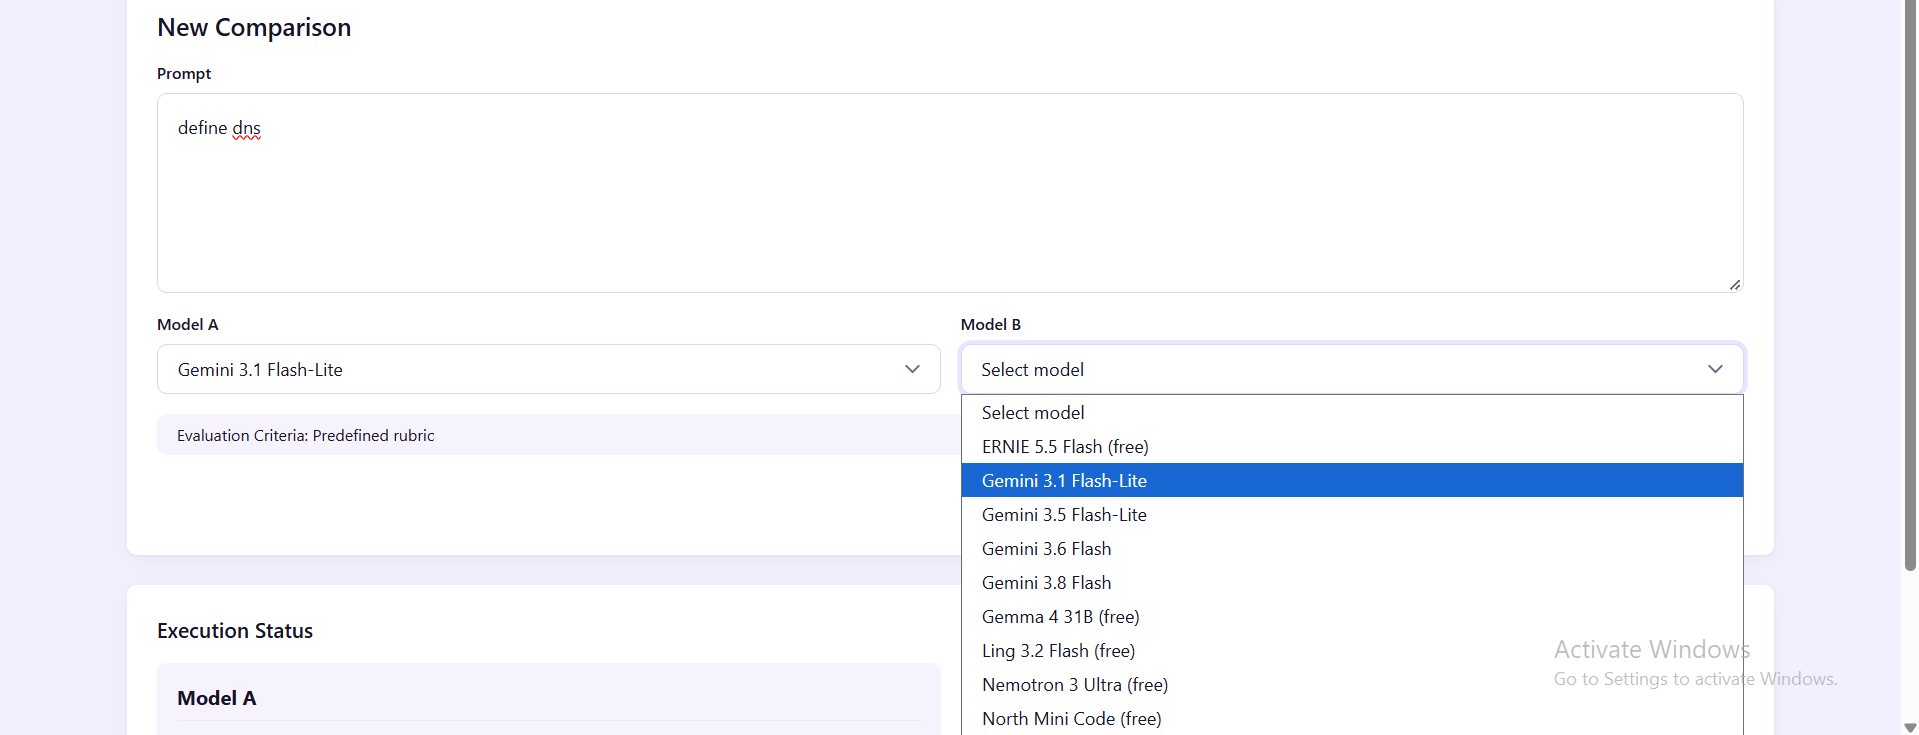 New Comparison
Prompt
define dns
Model A
Model B
Gemini 3.1 Flash-Lite
Select model
Select model
ERNIE 5.5 Flash (free)
Evaluation Criteria: Predefined rubric
Gemini 3.1 Flash-Lite
Gemini 3.5 Flash-Lite
Gemini 3.6 Flash
Gemini 3.8 Flash
Gemma 4 31B (free)
Execution Status
Ling 3.2 Flash (free)
Activate Windows
Go to Settings to activate Windows.
Nemotron 3 Ultra (free)
Model A
North Mini Code (free)